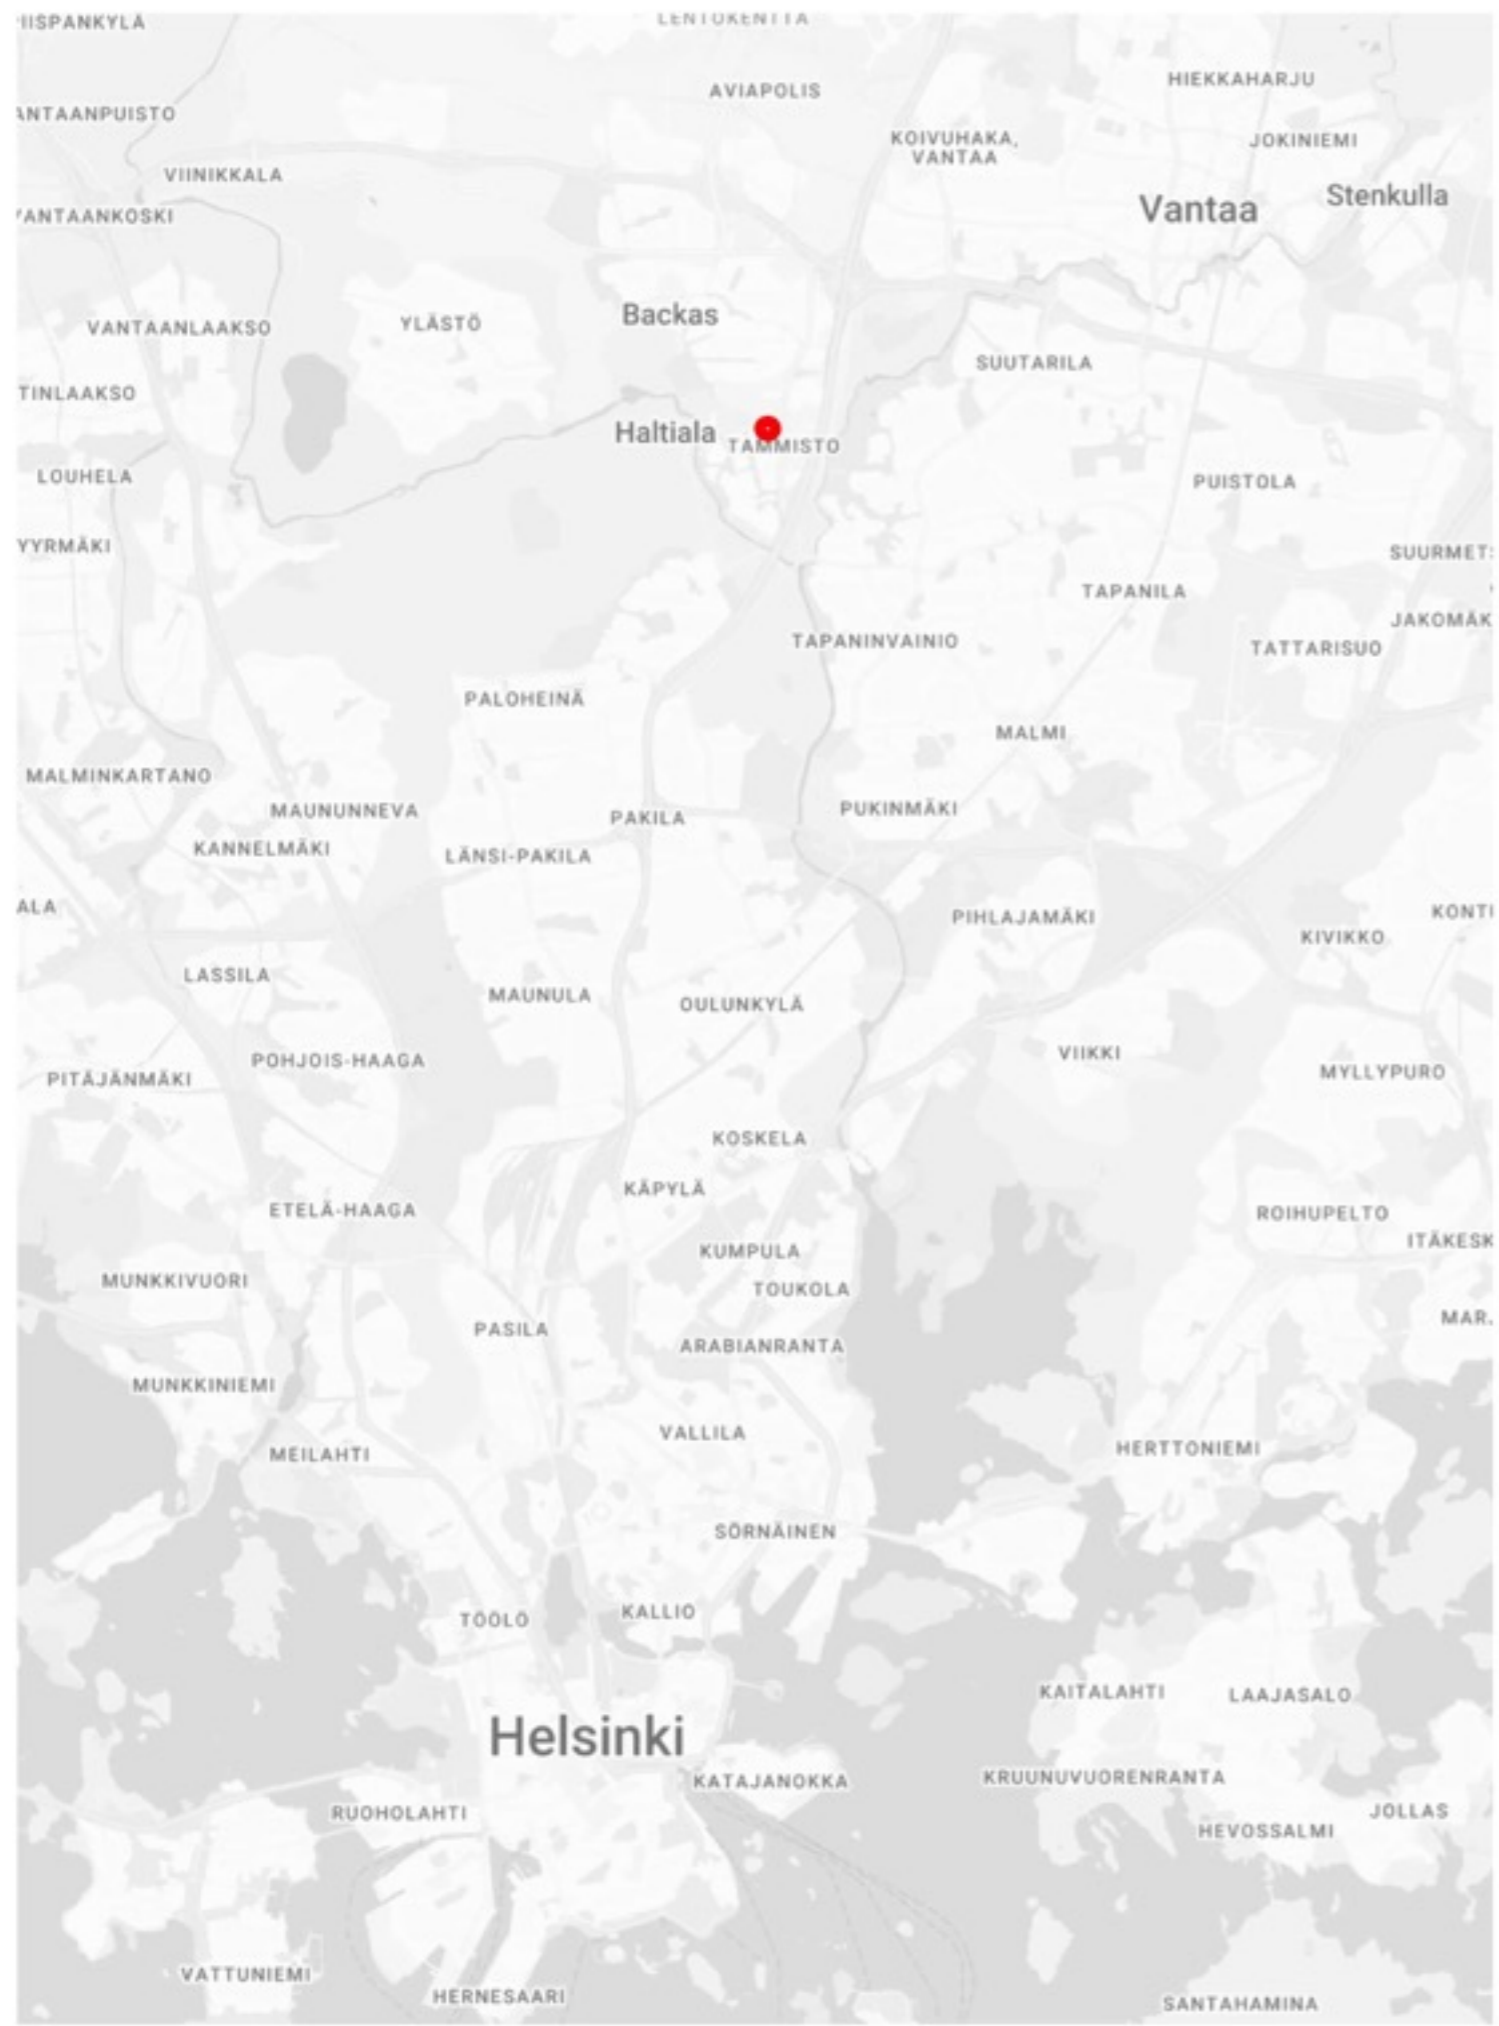 LENTOKENTTÄ
AVIAPOLIS
HIEKKAHARJU
ANTAANPUISTO
KOIVUHAKA,
VANTAA
JOKINIEMI
VIINIKKALA
Vantaa
Stenkulla
VANTAANKOSKI
Backas
YLÄSTÖ
VANTAANLAAKSO
SUUTARILA
TINLAAKSO
Haltiala
TAMMISTO
LOUHELA
PUISTOLA
YYRMÄKI
SUURMET
TAPANILA
JAKOMÄK
TAPANINVAINIO
TATTARISUO
PALOHEINÄ
MALMI
MALMINKARTANO
MAUNUNNEVA
PAKILA
PUKINMÄKI
KANNELMÄKI
LÄNSI-PAKILA
ALA
PIHLAJAMÄKI
KONTI
KIVIKKO
LASSILA
MAUNULA
OULUNKYLÄ
VIIKKI
POHJOIS-HAAGA
MYLLYPURO
PITÄJÄNMÄKI
KOSKELA
KÄPYLÄ
ETELÄ-HAAGA
ROIHUPELTO
ITÄKESK
KUMPULA
MUNKKIVUORI
TOUKOLA
MAR
PASILA
ARABIANRANTA
MUNKKINIEMI
VALLILA
MEILAHTI
HERTTONIEMI
SÖRNÄINEN
TÖÖLÖ
KALLIO
KAITALAHTI
LAAJASALO
Helsinki
KATAJANOKKA
KRUUNUVUORENRANTA
RUOHOLAHTI
JOLLAS
HEVOSSALMI
VATTUNIEMI
HERNESAARI
SANTAHAMINA